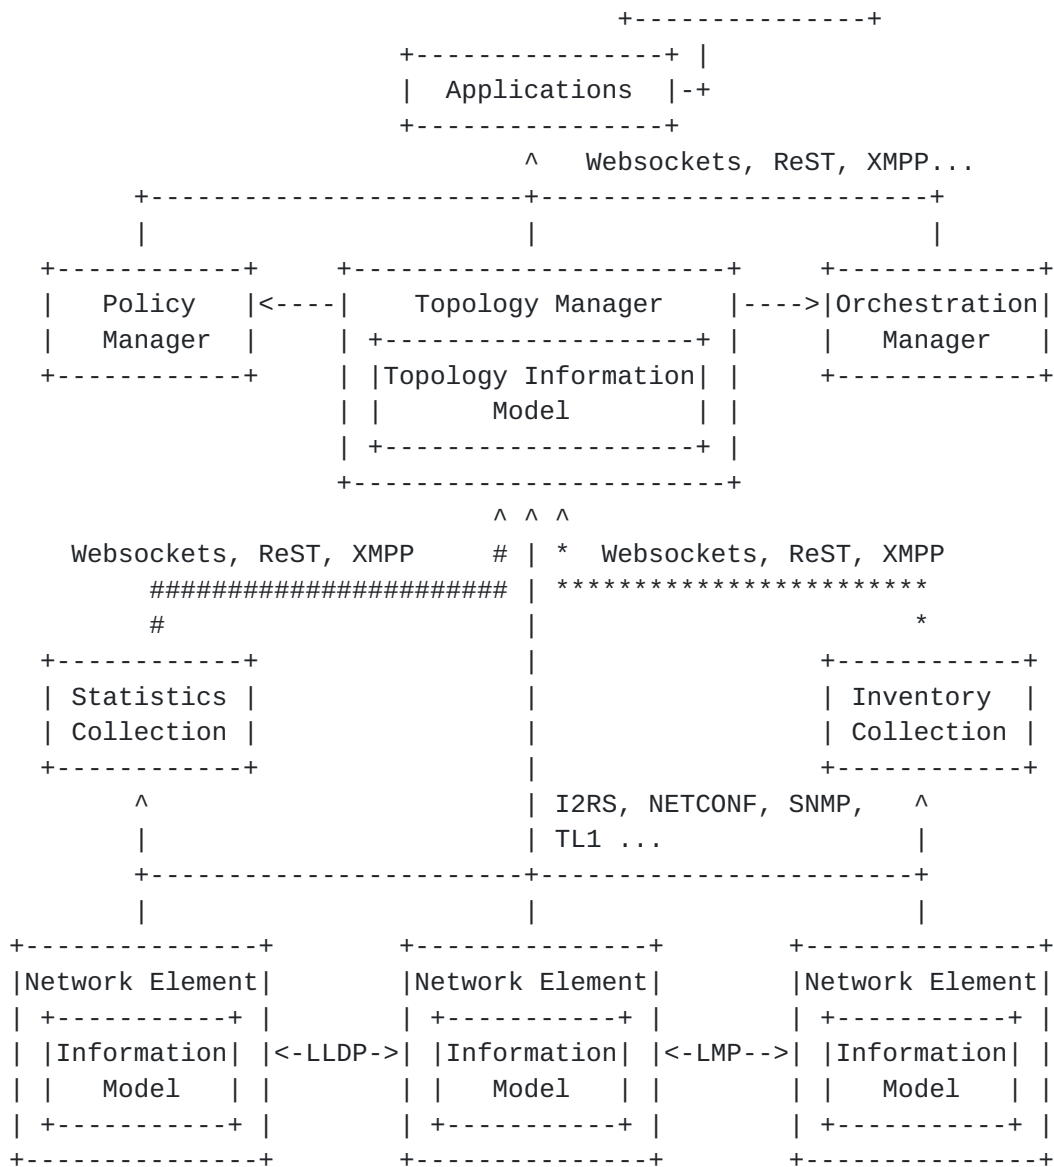 Applications
Websockets, ReST, XMPP...
Policy Topology Manager Orchestration
Manager Manager
Topology Information
Model
Websockets, ReST, XMPP Websockets, ReST, XMPP
Statistics Inventory
Collection Collection
I2RS, NETCONF, SNMP,
TL1 ...
Network Element Network Element Network Element
Information <-LLDP-> Information <-LMP--> Information
Model Model Model